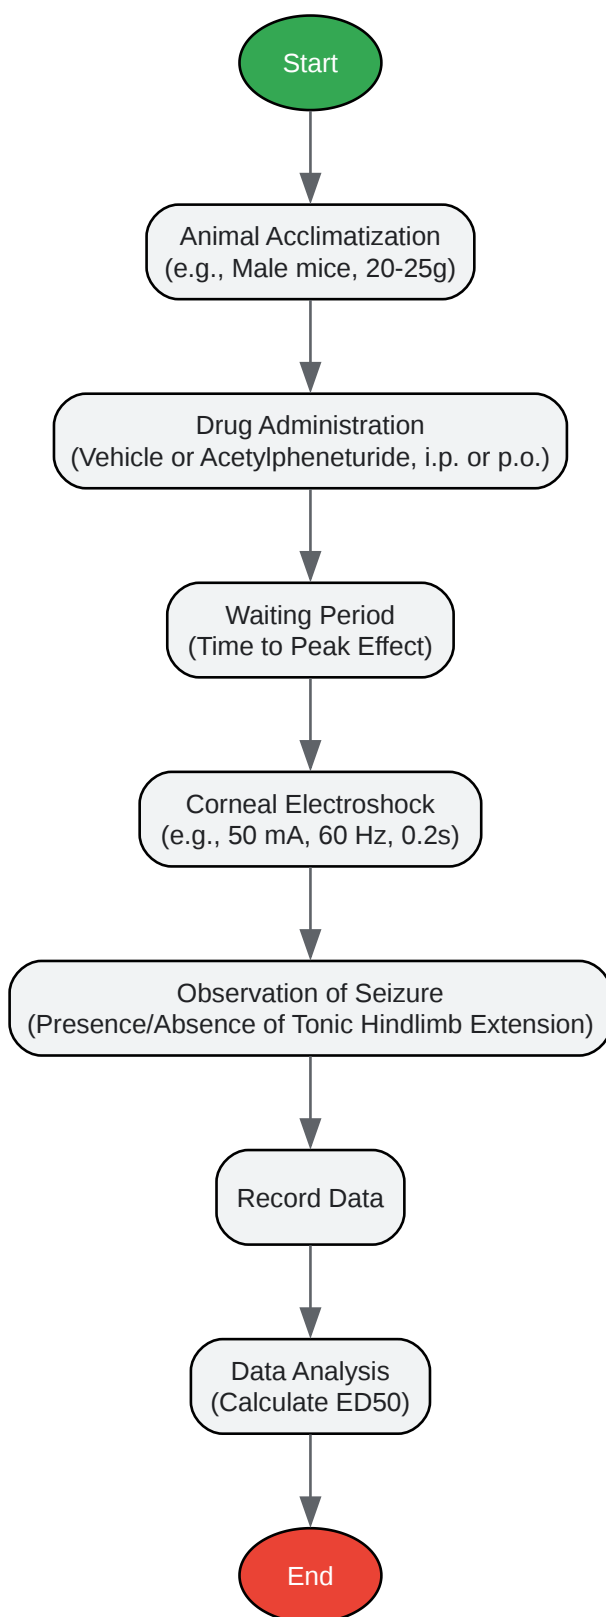 Start
Animal Acclimatization
(e.g., Male mice, 20-25g)
Drug Administration
(Vehicle or Acetylpheneturide, i.p. or p.o.)
Waiting Period
(Time to Peak Effect)
Corneal Electroshock
(e.g., 50 mA, 60 Hz, 0.2s)
Observation of Seizure
(Presence/Absence of Tonic Hindlimb Extension)
Record Data
Data Analysis
(Calculate ED50)
End